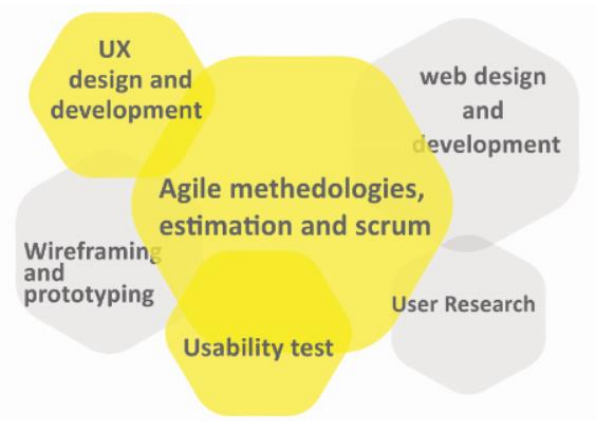 UX
design and
development
web design
and
development
Agile methedologies,
estimation and scrum
Wireframing
and
prototyping
User Research
Usability test